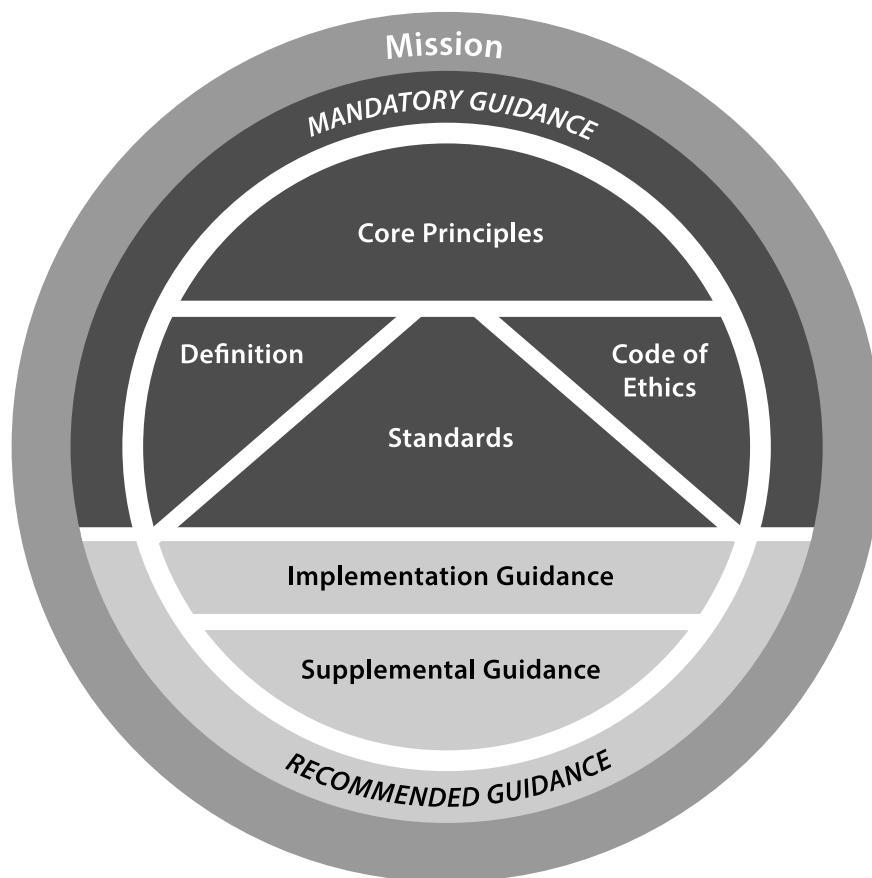 Mission
MANDATORY GUIDANCE
Core Principles
Definition
Code of
Ethics
Standards
Implementation Guidance
Supplemental Guidance
RECOMMENDED GUIDANCE